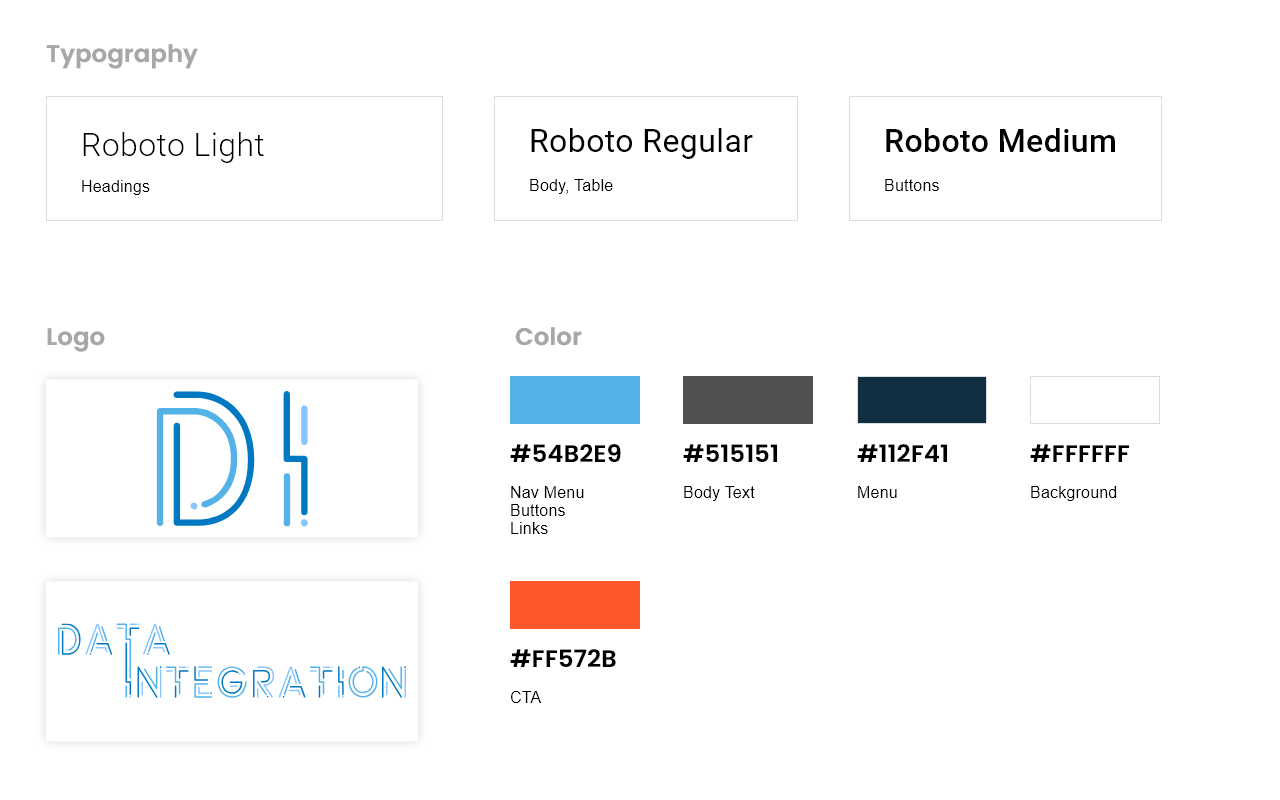 Typography
Roboto Light
Headings
Roboto Regular
Body, Table
Roboto Medium
Buttons
Logo
DI
DATA
INTEGRATION
Color
#54B2E9
Nav Menu
Buttons
Links
#515151
Body Text
#112F41
Menu
#FFFFFF
Background
#FF572B
CTA